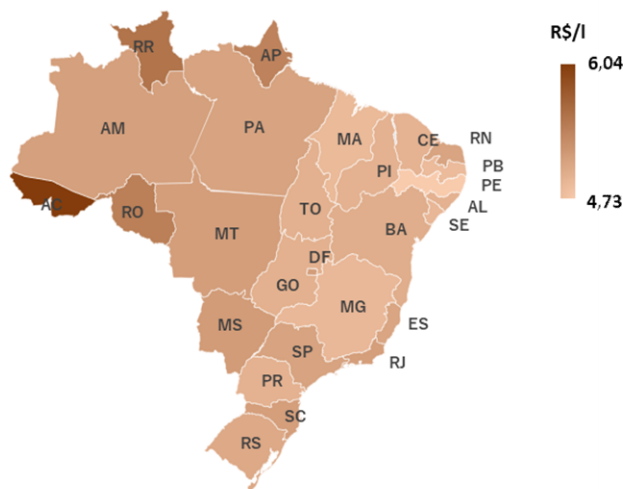 R$/l
6,04
4,73
RR
AP
AM
PA
MA
CE
RN
PB
PE
PI
AL
SE
AC
RO
TO
BA
MT
DF
GO
MG
MS
ES
SP
RJ
PR
SC
RS